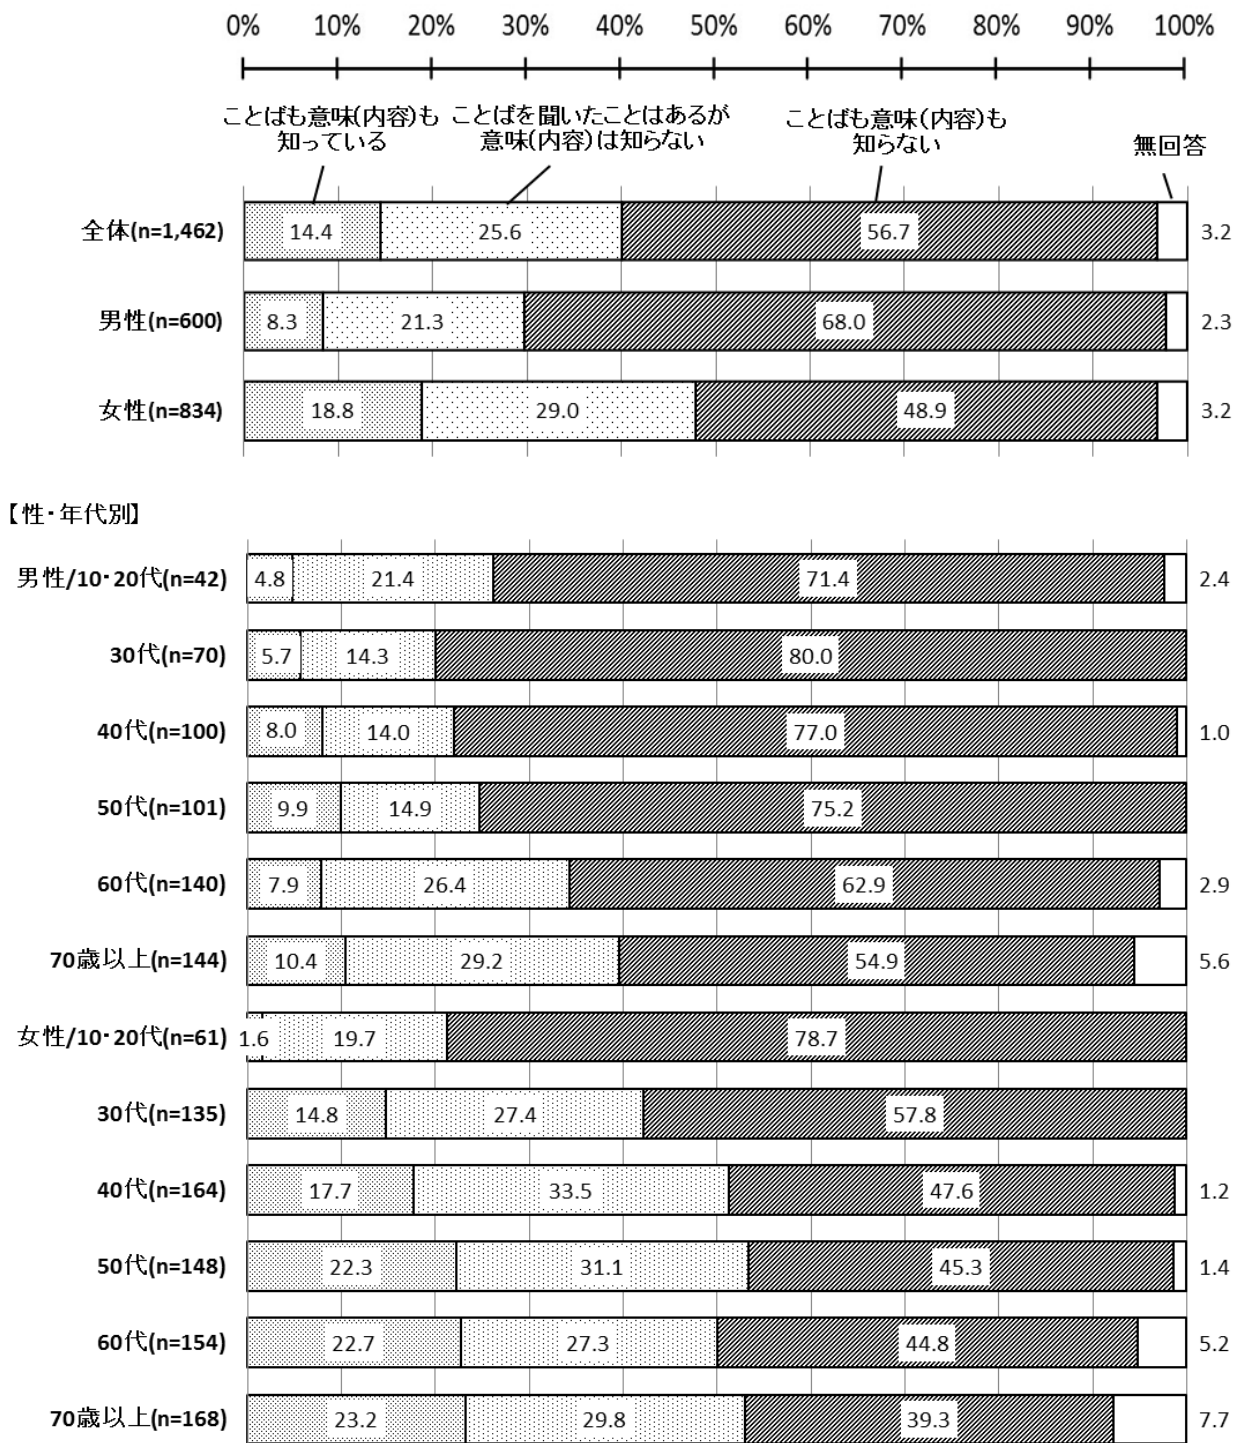 0% 10% 20% 30% 40% 50% 60% 70% 80% 90% 100%
ことばも意味(内容)も
知っている
ことばを聞いたことはあるが
意味(内容)は知らない
ことばも意味(内容)も
知らない
無回答
全体(n=1,462) 14.4 25.6 56.7 3.2
男性(n=600) 8.3 21.3 68.0 2.3
女性(n=834) 18.8 29.0 48.9 3.2
【性・年代別】
男性/10・20代(n=42) 4.8 21.4 71.4 2.4
30代(n=70) 5.7 14.3 80.0
40代(n=100) 8.0 14.0 77.0 1.0
50代(n=101) 9.9 14.9 75.2
60代(n=140) 7.9 26.4 62.9 2.9
70歳以上(n=144) 10.4 29.2 54.9 5.6
女性/10・20代(n=61) 1.6 19.7 78.7
30代(n=135) 14.8 27.4 57.8
40代(n=164) 17.7 33.5 47.6 1.2
50代(n=148) 22.3 31.1 45.3 1.4
60代(n=154) 22.7 27.3 44.8 5.2
70歳以上(n=168) 23.2 29.8 39.3 7.7